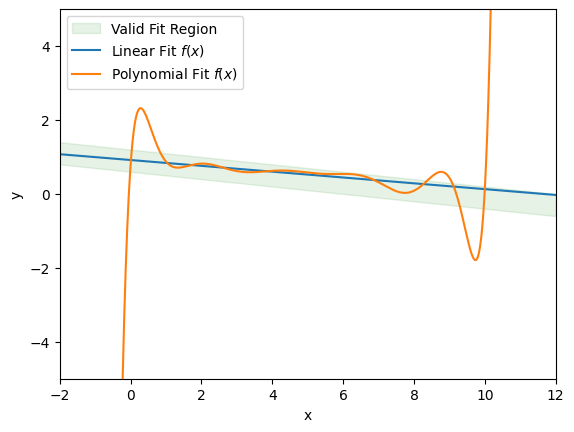 Valid Fit Region
Linear Fit f(x)
Polynomial Fit f(x)
4
2
0
−2
−4
y
−2 0 2 4 6 8 10 12
x